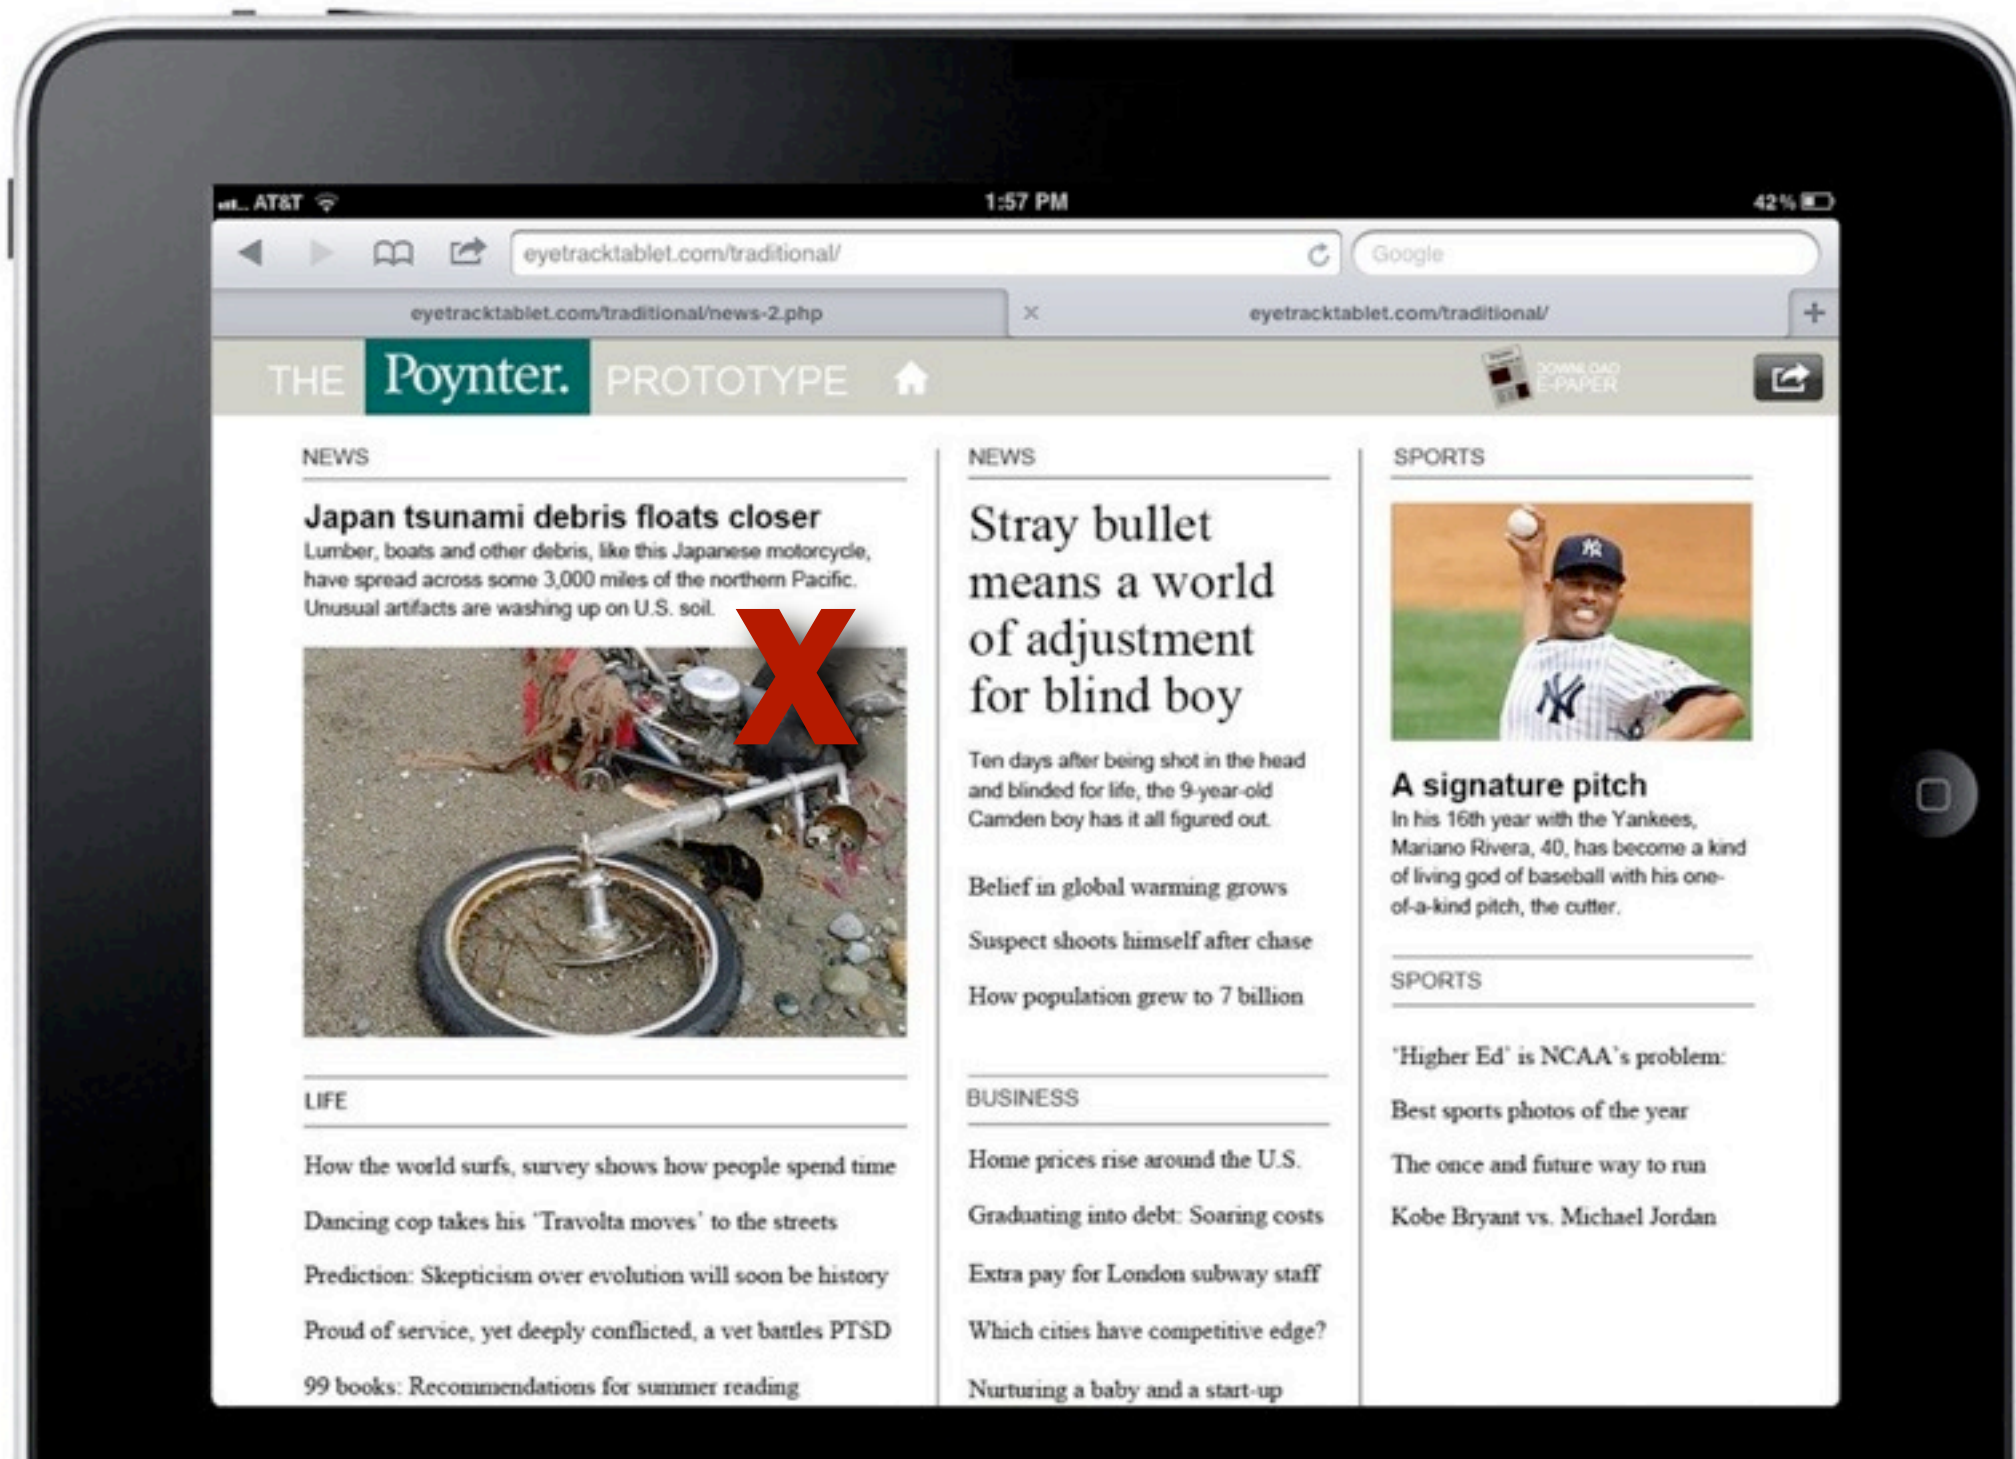 AT&T
1:57 PM
42%
eyetracktablet.com/traditional/
Google
eyetracktablet.com/traditional/news-2.php
eyetracktablet.com/traditional/
THE Poynter. PROTOTYPE
DOWNLOAD
E-PAPER
NEWS
Japan tsunami debris floats closer
Lumber, boats and other debris, like this Japanese motorcycle,
have spread across some 3,000 miles of the northern Pacific.
Unusual artifacts are washing up on U.S. soil.
X
LIFE
How the world surfs, survey shows how people spend time
Dancing cop takes his 'Travolta moves' to the streets
Prediction: Skepticism over evolution will soon be history
Proud of service, yet deeply conflicted, a vet battles PTSD
99 books: Recommendations for summer reading
NEWS
Stray bullet
means a world
of adjustment
for blind boy
Ten days after being shot in the head
and blinded for life, the 9-year-old
Camden boy has it all figured out.
Belief in global warming grows
Suspect shoots himself after chase
How population grew to 7 billion
BUSINESS
Home prices rise around the U.S.
Graduating into debt: Soaring costs
Extra pay for London subway staff
Which cities have competitive edge?
Nurturing a baby and a start-up
SPORTS
NY
NY
A signature pitch
In his 16th year with the Yankees,
Mariano Rivera, 40, has become a kind
of living god of baseball with his one-
of-a-kind pitch, the cutter.
SPORTS
'Higher Ed' is NCAA's problem:
Best sports photos of the year
The once and future way to run
Kobe Bryant vs. Michael Jordan